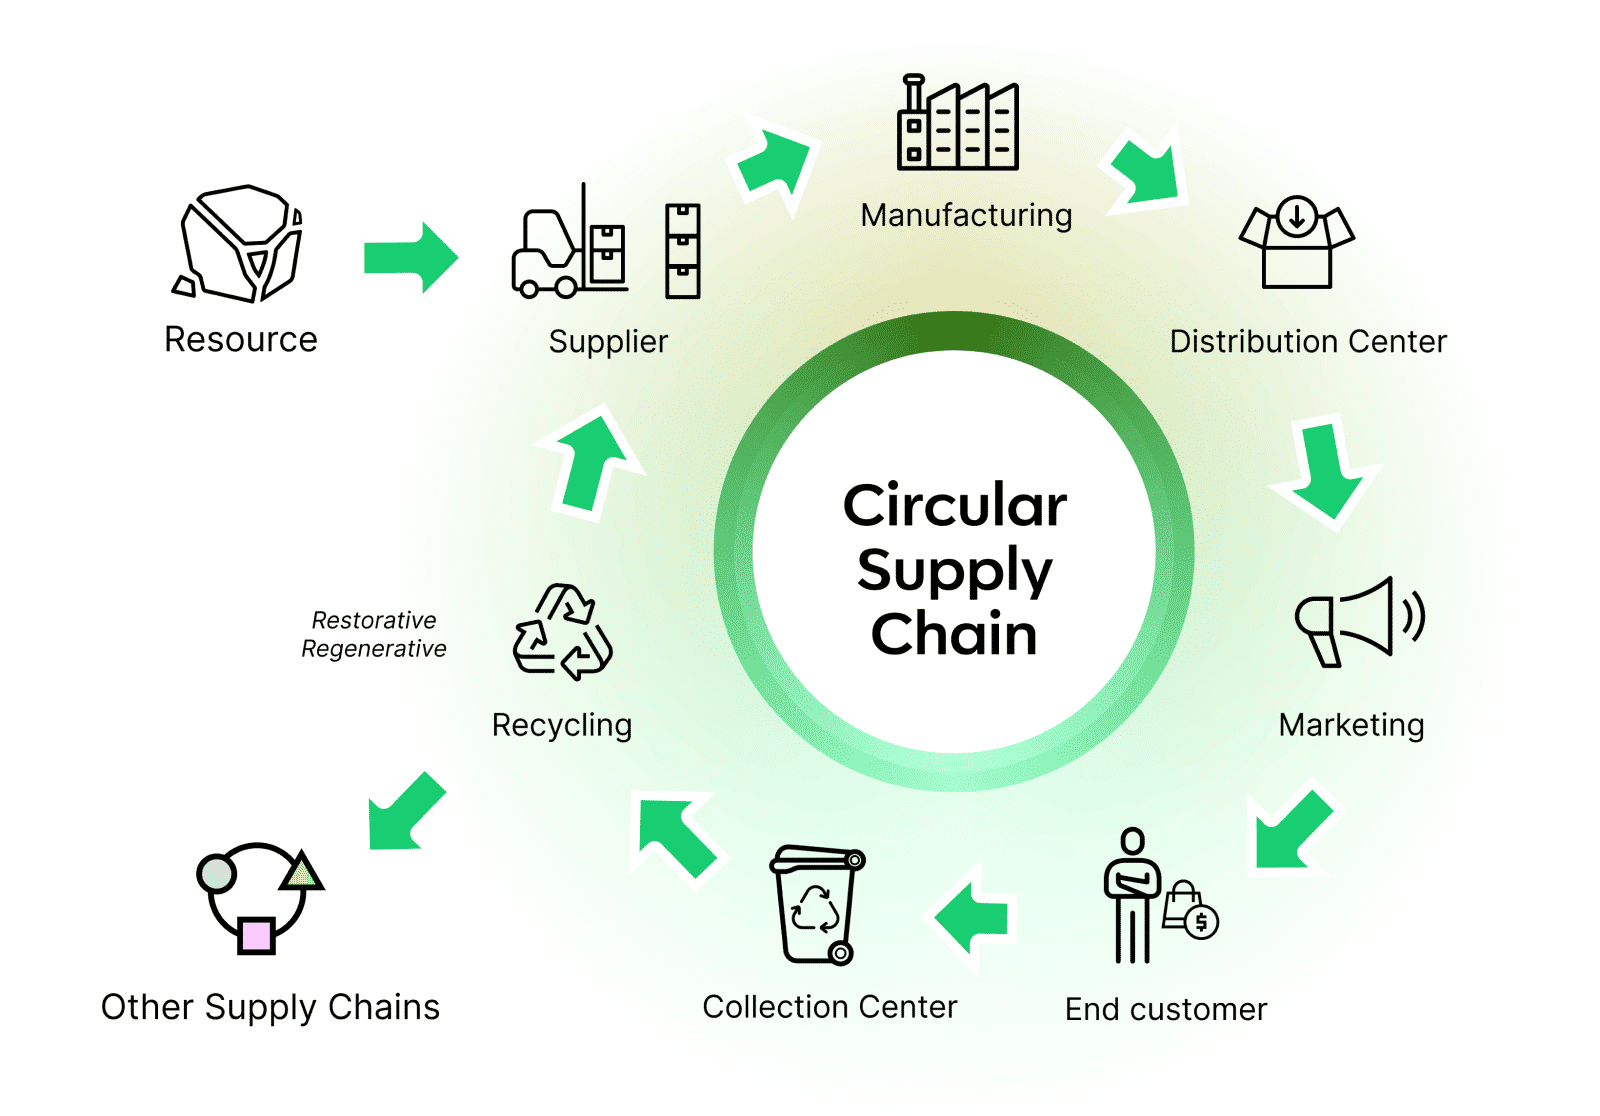 Manufacturing
Resource
Supplier
Distribution Center
Circular
Supply
Chain
Restorative
Regenerative
Recycling
Marketing
Other Supply Chains
Collection Center
End customer
$